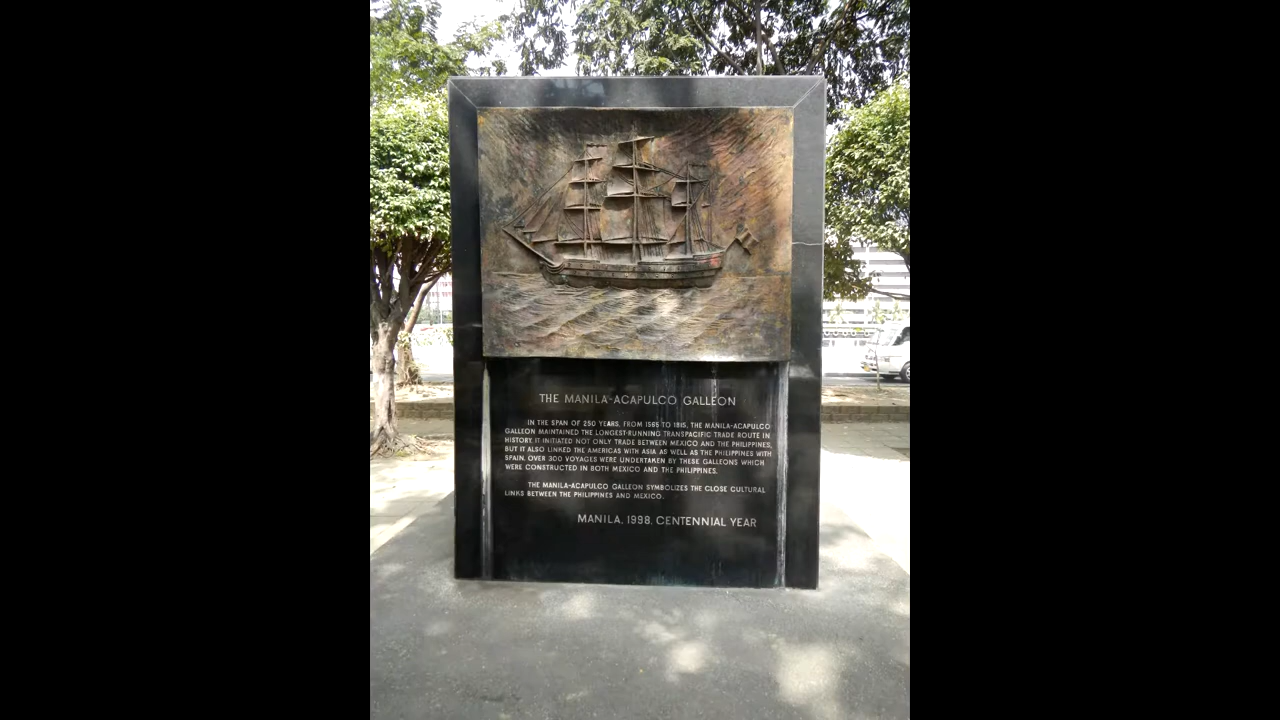 THE MANILA-ACAPULCO GALLEON
IN THE SPAN OF 250 YEARS, FROM 1565 TO 1815, THE MANILA-ACAPULCO
GALLEON MAINTAINED THE LONGEST-RUNNING TRANSPACIFIC TRADE ROUTE IN
HISTORY. IT INITIATED NOT ONLY TRADE BETWEEN MEXICO AND THE PHILIPPINES,
BUT IT ALSO LINKED THE AMERICAS WITH ASIA AS WELL AS THE PHILIPPINES WITH
SPAIN. OVER 300 VOYAGES WERE UNDERTAKEN BY THESE GALLEONS WHICH
WERE CONSTRUCTED IN BOTH MEXICO AND THE PHILIPPINES.
THE MANILA-ACAPULCO GALLEON SYMBOLIZES THE CLOSE CULTURAL
LINKS BETWEEN THE PHILIPPINES AND MEXICO.
MANILA, 1998, CENTENNIAL YEAR